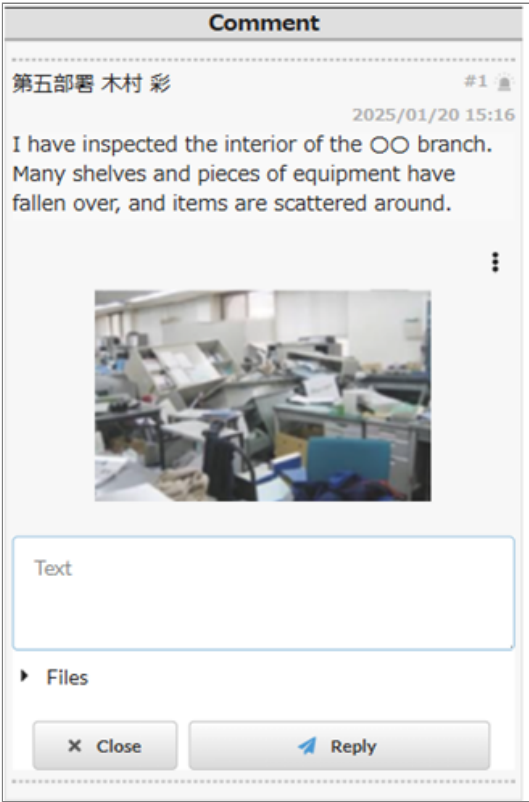 Comment
第五部署 木村 彩
#1
2025/01/20 15:16
I have inspected the interior of the 〇〇 branch.
Many shelves and pieces of equipment have
fallen over, and items are scattered around.
Text
Files
Close
Reply